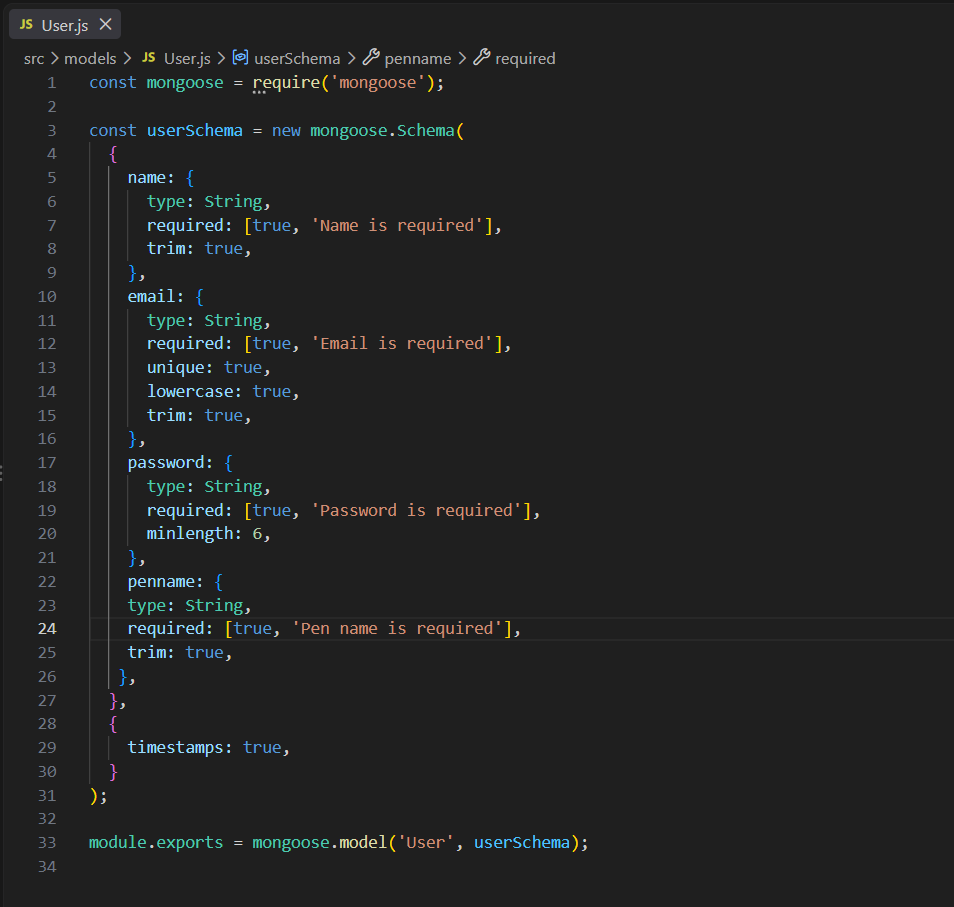 JS User.js
src > models > JS User.js > userSchema > penname > required
1 const mongoose = require('mongoose');
2
3 const userSchema = new mongoose.Schema(
4   {
5     name: {
6       type: String,
7       required: [true, 'Name is required'],
8       trim: true,
9     },
10     email: {
11       type: String,
12       required: [true, 'Email is required'],
13       unique: true,
14       lowercase: true,
15       trim: true,
16     },
17     password: {
18       type: String,
19       required: [true, 'Password is required'],
20       minlength: 6,
21     },
22     penname: {
23     type: String,
24     required: [true, 'Pen name is required'],
25     trim: true,
26    },
27   },
28   {
29     timestamps: true,
30   }
31 );
32
33 module.exports = mongoose.model('User', userSchema);
34